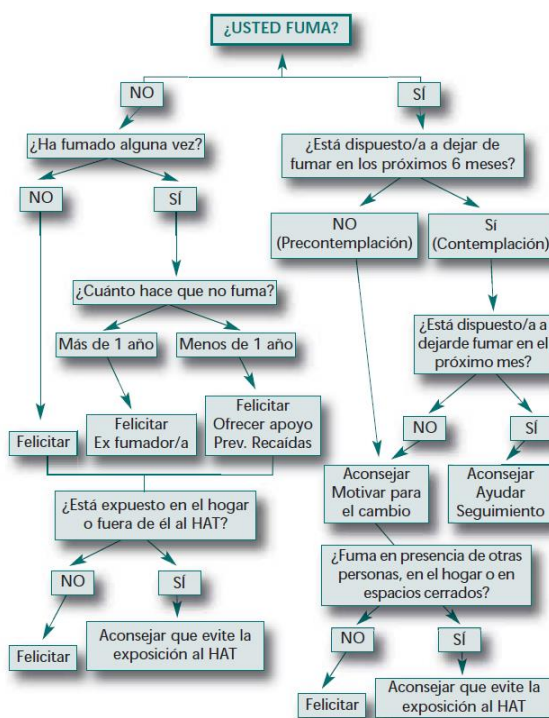 ¿USTED FUMA?
NO
SÍ
¿Ha fumado alguna vez?
¿Está dispuesto/a a dejar de
fumar en los próximos 6 meses?
NO
SÍ
NO
(Precontemplación)
Sí
(Contemplación)
¿Cuánto hace que no fuma?
Más de 1 año
Menos de 1 año
¿Está dispuesto/a a
dejarde fumar en el
próximo mes?
Felicitar
Felicitar
Ex fumador/a
Felicitar
Ofrecer apoyo
Prev. Recaídas
NO
SÍ
Aconsejar
Motivar para
el cambio
Aconsejar
Ayudar
Seguimiento
¿Está expuesto en el hogar
o fuera de él al HAT?
¿Fuma en presencia de otras
personas, en el hogar o en
espacios cerrados?
NO
SÍ
NO
SÍ
Felicitar
Aconsejar que evite la
exposición al HAT
Felicitar
Aconsejar que evite la
exposición al HAT